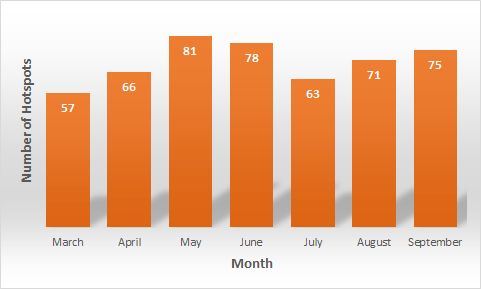 Number of Hotspots
57
66
81
78
63
71
75
March
April
May
June
July
August
September
Month